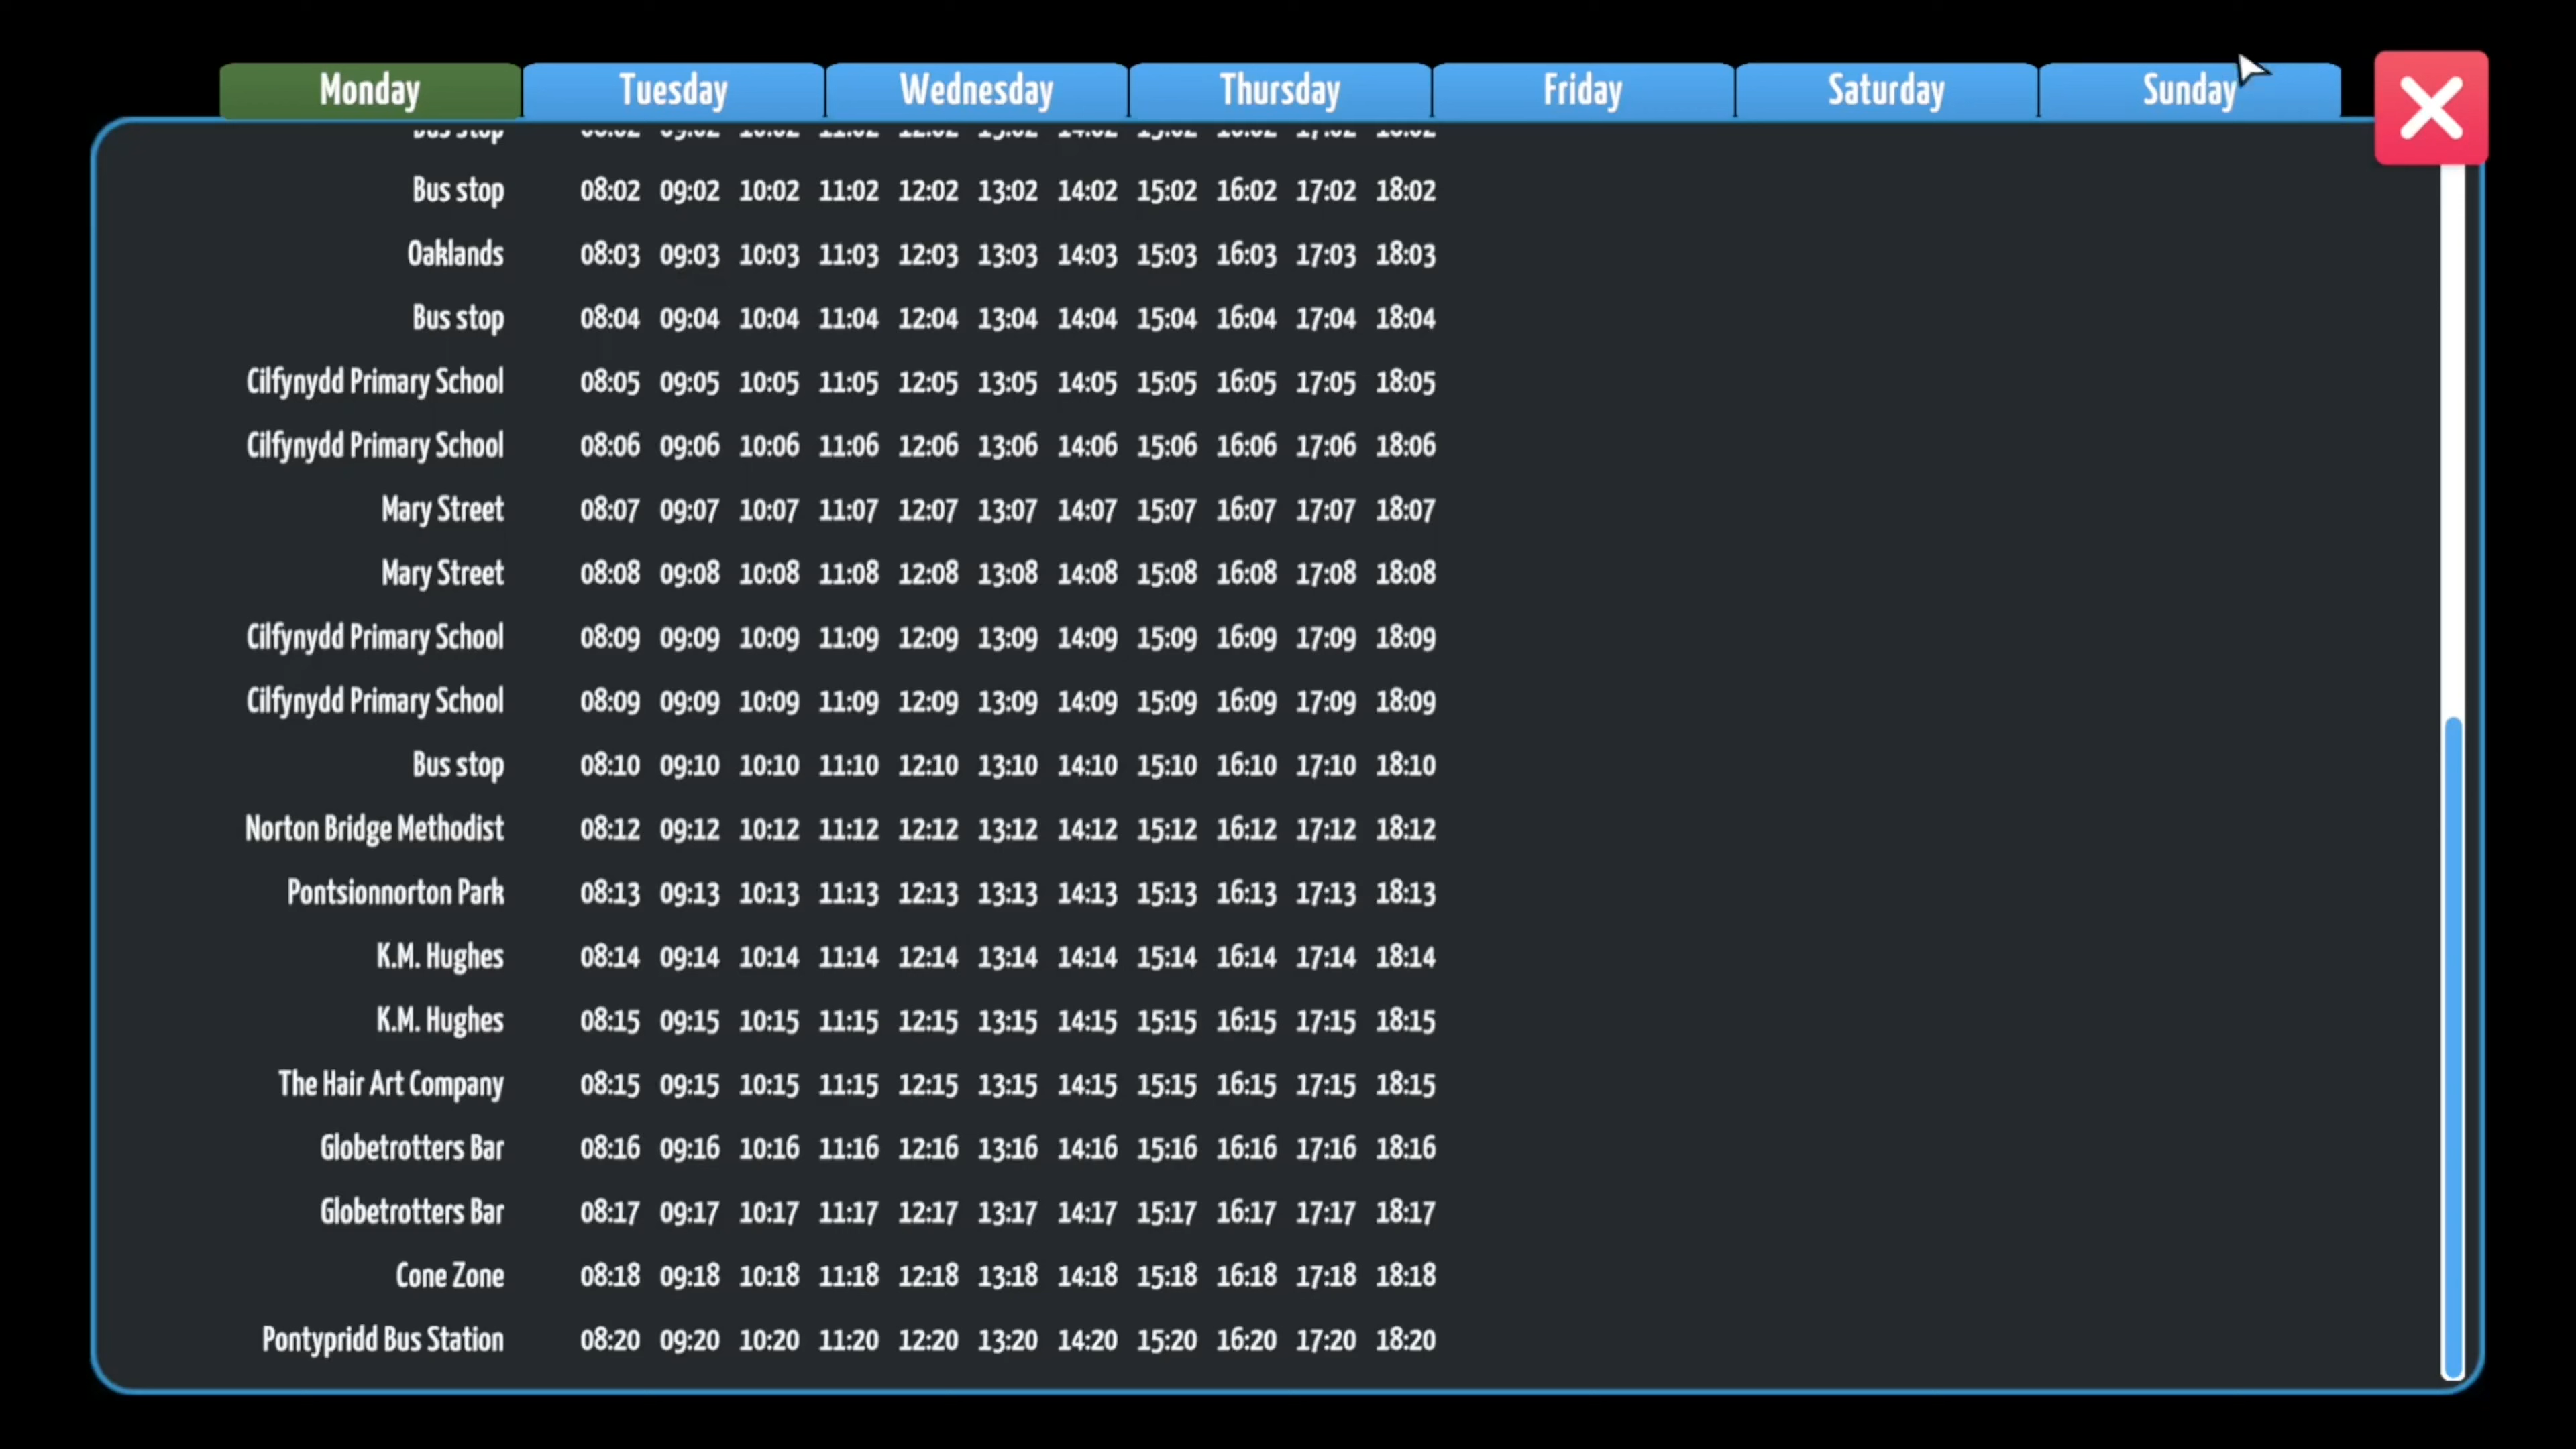 Monday Tuesday Wednesday Thursday Friday Saturday Sunday
Bus stop 08:02 09:02 10:02 11:02 12:02 13:02 14:02 15:02 16:02 17:02 18:02
Bus stop 08:02 09:02 10:02 11:02 12:02 13:02 14:02 15:02 16:02 17:02 18:02
Oaklands 08:03 09:03 10:03 11:03 12:03 13:03 14:03 15:03 16:03 17:03 18:03
Bus stop 08:04 09:04 10:04 11:04 12:04 13:04 14:04 15:04 16:04 17:04 18:04
Cilfynydd Primary School 08:05 09:05 10:05 11:05 12:05 13:05 14:05 15:05 16:05 17:05 18:05
Cilfynydd Primary School 08:06 09:06 10:06 11:06 12:06 13:06 14:06 15:06 16:06 17:06 18:06
Mary Street 08:07 09:07 10:07 11:07 12:07 13:07 14:07 15:07 16:07 17:07 18:07
Mary Street 08:08 09:08 10:08 11:08 12:08 13:08 14:08 15:08 16:08 17:08 18:08
Cilfynydd Primary School 08:09 09:09 10:09 11:09 12:09 13:09 14:09 15:09 16:09 17:09 18:09
Cilfynydd Primary School 08:09 09:09 10:09 11:09 12:09 13:09 14:09 15:09 16:09 17:09 18:09
Bus stop 08:10 09:10 10:10 11:10 12:10 13:10 14:10 15:10 16:10 17:10 18:10
Norton Bridge Methodist 08:12 09:12 10:12 11:12 12:12 13:12 14:12 15:12 16:12 17:12 18:12
Pontsionnorton Park 08:13 09:13 10:13 11:13 12:13 13:13 14:13 15:13 16:13 17:13 18:13
K.M. Hughes 08:14 09:14 10:14 11:14 12:14 13:14 14:14 15:14 16:14 17:14 18:14
K.M. Hughes 08:15 09:15 10:15 11:15 12:15 13:15 14:15 15:15 16:15 17:15 18:15
The Hair Art Company 08:15 09:15 10:15 11:15 12:15 13:15 14:15 15:15 16:15 17:15 18:15
Globetrotters Bar 08:16 09:16 10:16 11:16 12:16 13:16 14:16 15:16 16:16 17:16 18:16
Globetrotters Bar 08:17 09:17 10:17 11:17 12:17 13:17 14:17 15:17 16:17 17:17 18:17
Cone Zone 08:18 09:18 10:18 11:18 12:18 13:18 14:18 15:18 16:18 17:18 18:18
Pontypridd Bus Station 08:20 09:20 10:20 11:20 12:20 13:20 14:20 15:20 16:20 17:20 18:20